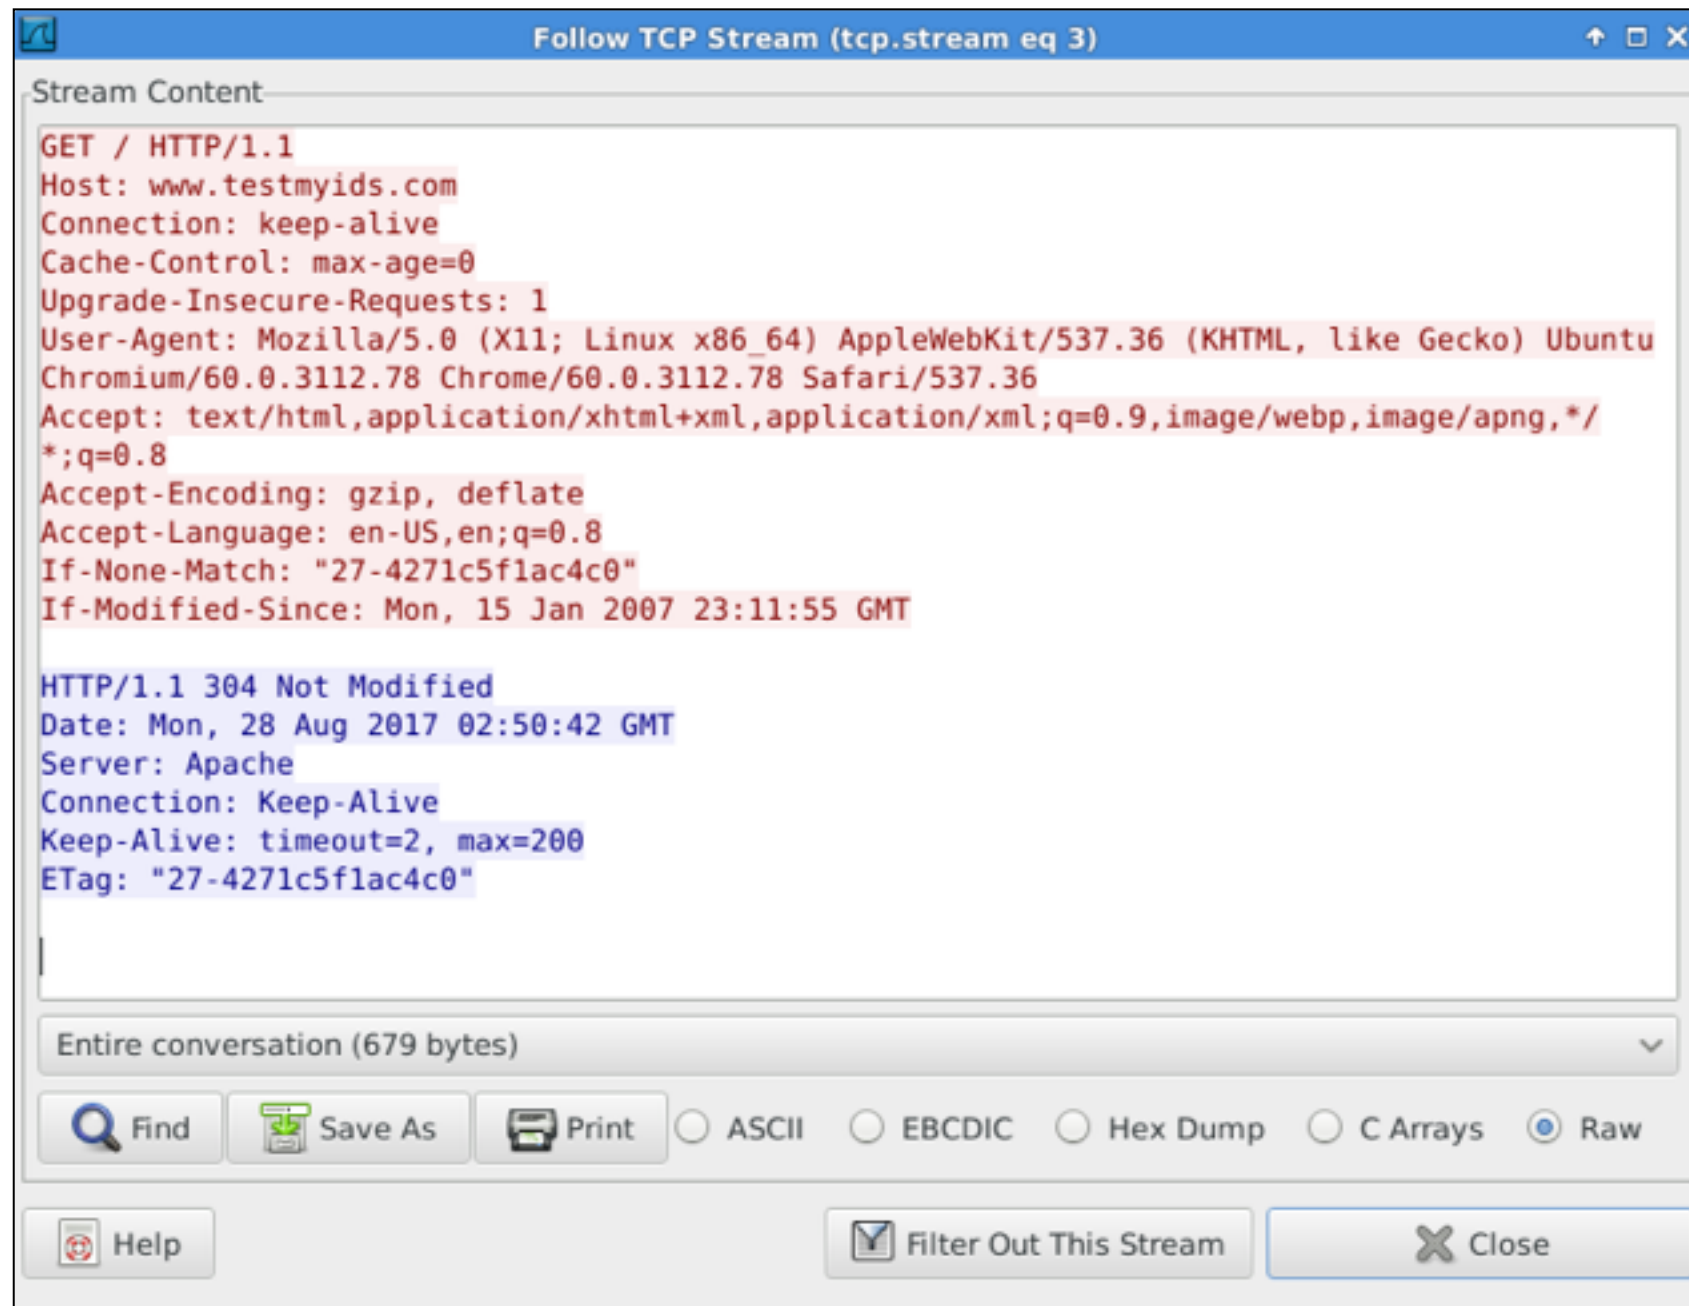 Follow TCP Stream (tcp.stream eq 3)
Stream Content
GET / HTTP/1.1
Host: www.testmyids.com
Connection: keep-alive
Cache-Control: max-age=0
Upgrade-Insecure-Requests: 1
User-Agent: Mozilla/5.0 (X11; Linux x86_64) AppleWebKit/537.36 (KHTML, like Gecko) Ubuntu
Chromium/60.0.3112.78 Chrome/60.0.3112.78 Safari/537.36
Accept: text/html,application/xhtml+xml,application/xml;q=0.9,image/webp,image/apng,*/
*;q=0.8
Accept-Encoding: gzip, deflate
Accept-Language: en-US,en;q=0.8
If-None-Match: "27-4271c5f1ac4c0"
If-Modified-Since: Mon, 15 Jan 2007 23:11:55 GMT
HTTP/1.1 304 Not Modified
Date: Mon, 28 Aug 2017 02:50:42 GMT
Server: Apache
Connection: Keep-Alive
Keep-Alive: timeout=2, max=200
ETag: "27-4271c5f1ac4c0"
Entire conversation (679 bytes)
Find Save As Print ASCII EBCDIC Hex Dump C Arrays Raw
Help Filter Out This Stream Close